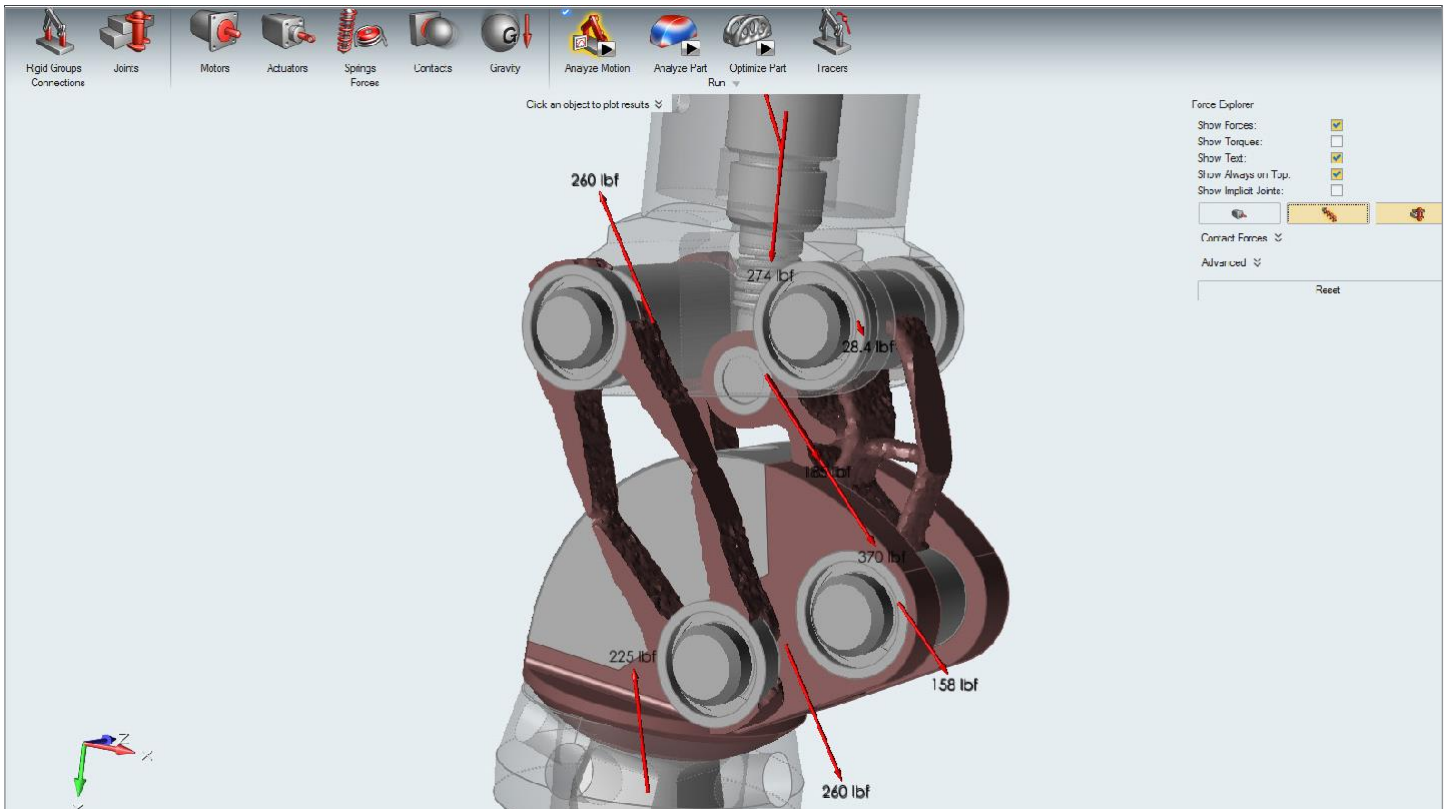 Rigid Groups
Joints
Motors
Actuators
Springs
Contacts
Gravity
Analyze Motion
Analyze Part
Optimize Part
Tracers
Connections
Forces
Run
Click an object to plot results
Force Explorer
Show Forces:
Show Torques:
Show Text:
Show Always on Top:
Show Implicit Joints:
Contact Forces
Advanced
Reset
G
260 lbf
274 lbf
28.4 lbf
370 lbf
225 lbf
158 lbf
260 lbf
Z
X